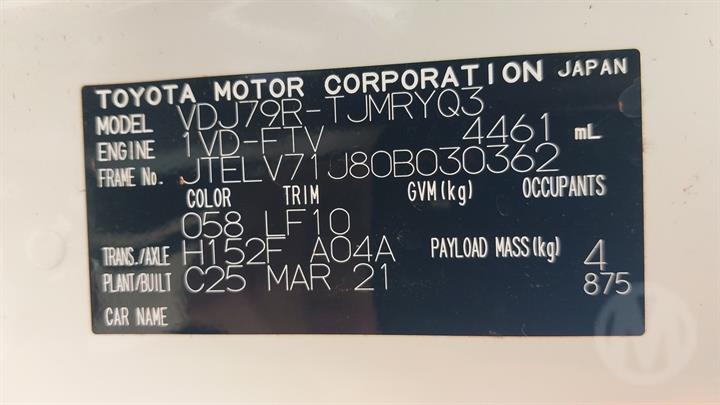 TOYOTA MOTOR CORPORATION JAPAN
MODEL VDJ79R-TJMRYQ3
ENGINE 1VD-FTV 4461 mL
FRAME No. JTELV71J80B030362
COLOR TRIM GVM(kg) OCCUPANTS
058 LF10
TRANS./AXLE H152F A04A PAYLOAD MASS(kg) 4
PLANT/BUILT C25 MAR 21 875
CAR NAME
M